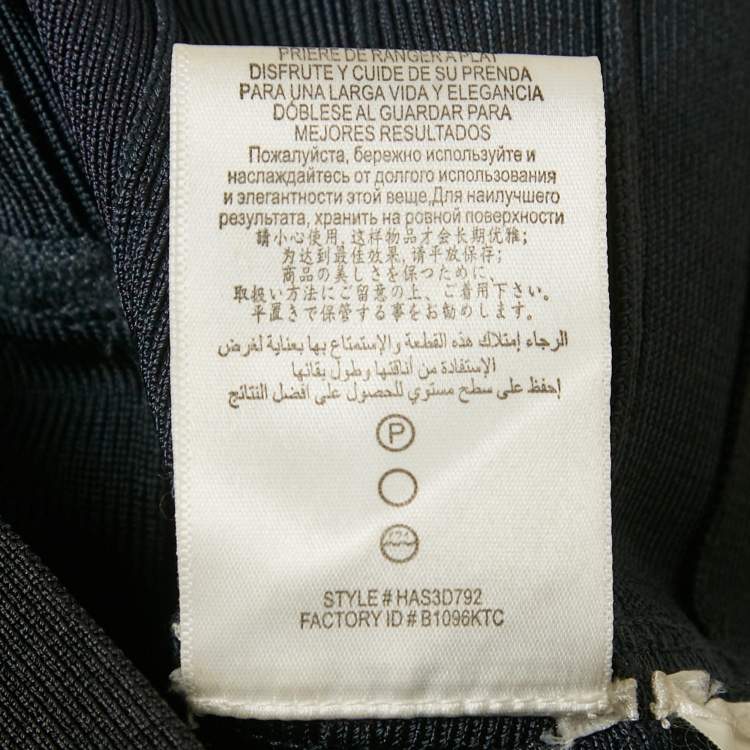 PRIERE DE RANGER A PLAT
DISFRUTE Y CUIDE DE SU PRENDA
PARA UNA LARGA VIDA Y ELEGANCIA
DÓBLESE AL GUARDAR PARA
MEJORES RESULTADOS
Пожалуйста, бережно используйте и
наслаждайтесь от долгого использования
и элегантности этой вещe,Для наилучшего
результата, хранить на ровной поверхности
請小心使用, 这样物品才会长期优雅;
为达到最佳效果, 请平放保存;
商品の美しさを保つために、
取扱い方法にご留意の上、ご着用下さい。
平置きで保管する事をお勧めします。
الرجاء إمتلاك هذه القطعة والإستمتاع بها بعناية لغرض
الإستفادة من أناقتها وطول بقائها
إحفظ على سطح مستوي للحصول على افضل النتائج
P
STYLE # HAS3D792
FACTORY ID # B1096KTC